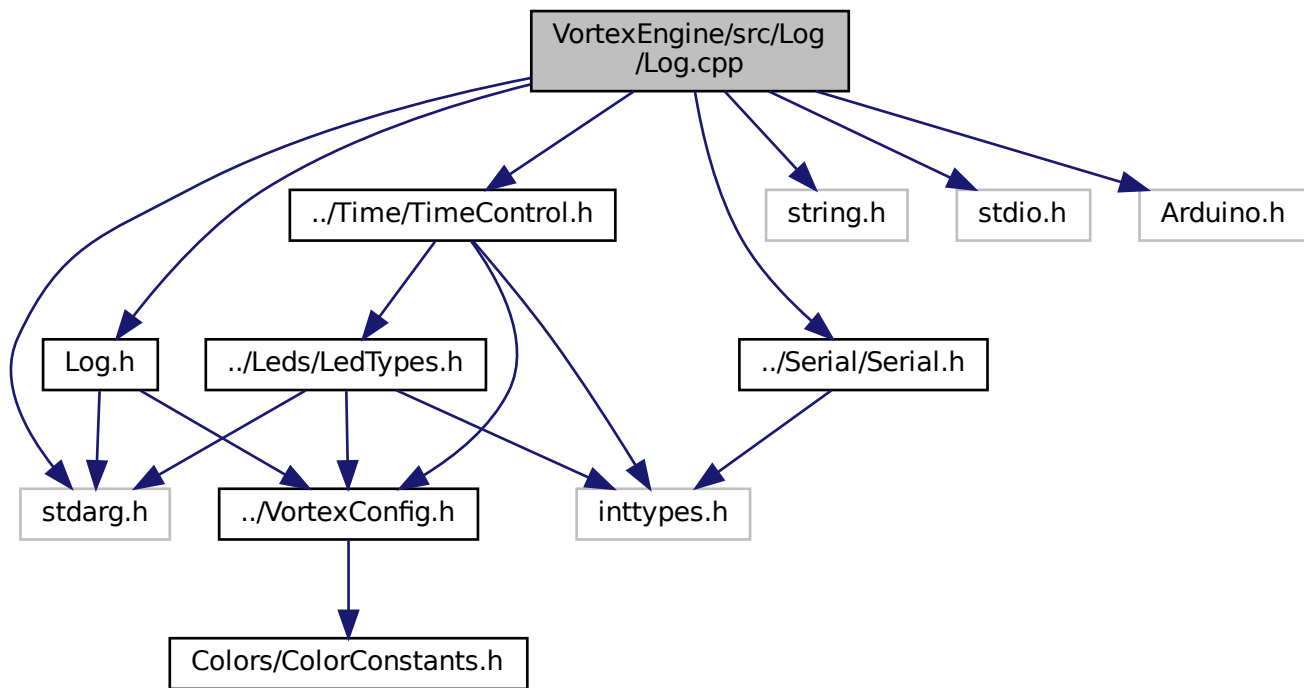 VortexEngine/src/Log
/Log.cpp
../Time/TimeControl.h
string.h
stdio.h
Arduino.h
Log.h
../Leds/LedTypes.h
../Serial/Serial.h
stdarg.h
../VortexConfig.h
inttypes.h
Colors/ColorConstants.h